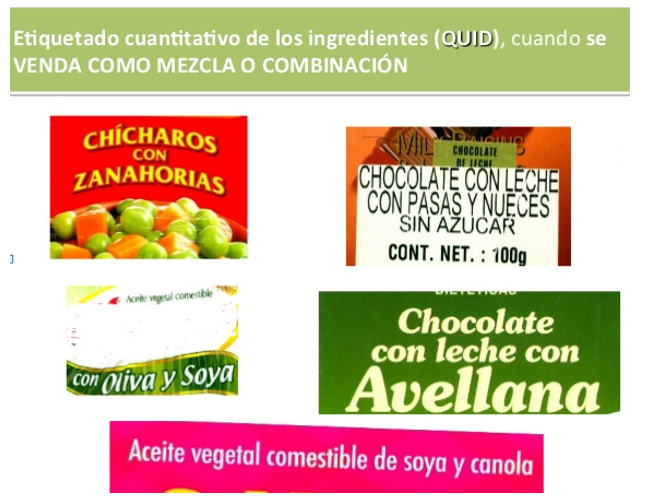 Etiquetado cuantitativo de los ingredientes (QUID), cuando se
VENDA COMO MEZCLA O COMBINACIÓN
CHÍCHAROS
CON
ZANAHORIAS
CHOCOLATE
DE LECHE
CHOCOLATE CON LECHE
CON PASAS Y NUECES
SIN AZUCAR
CONT. NET. : 100g
Aceite vegetal comestible
con Oliva y Soya
Chocolate
con leche con
Avellana
Aceite vegetal comestible de soya y canola